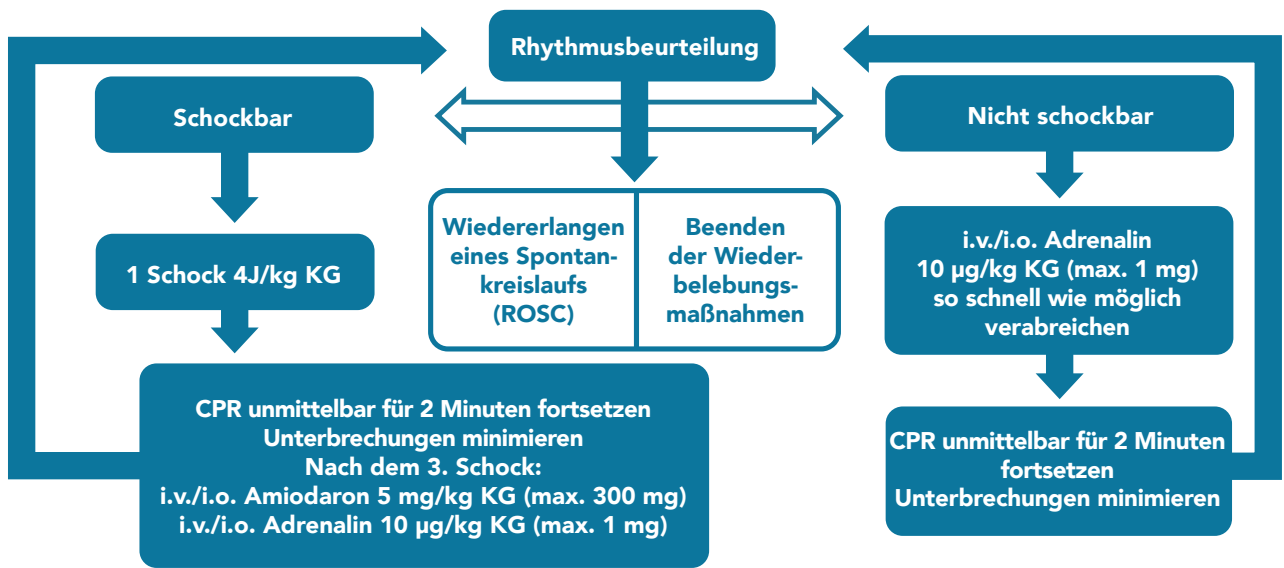 Rhythmusbeurteilung
Schockbar
Nicht schockbar
1 Schock 4J/kg KG
Wiedererlangen
eines Spontan-
kreislaufs
(ROSC)
Beenden
der Wieder-
belebungs-
maßnahmen
i.v./i.o. Adrenalin
10 µg/kg KG (max. 1 mg)
so schnell wie möglich
verabreichen
CPR unmittelbar für 2 Minuten fortsetzen
Unterbrechungen minimieren
Nach dem 3. Schock:
i.v./i.o. Amiodaron 5 mg/kg KG (max. 300 mg)
i.v./i.o. Adrenalin 10 µg/kg KG (max. 1 mg)
CPR unmittelbar für 2 Minuten
fortsetzen
Unterbrechungen minimieren